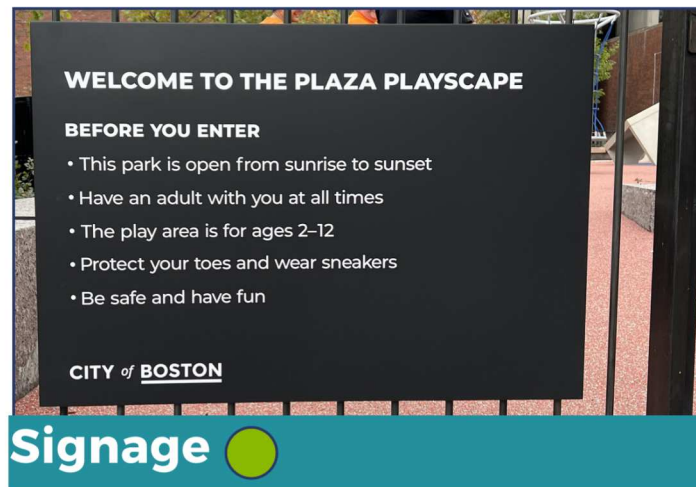 WELCOME TO THE PLAZA PLAYSCAPE
BEFORE YOU ENTER
• This park is open from sunrise to sunset
• Have an adult with you at all times
• The play area is for ages 2–12
• Protect your toes and wear sneakers
• Be safe and have fun
CITY of BOSTON
Signage